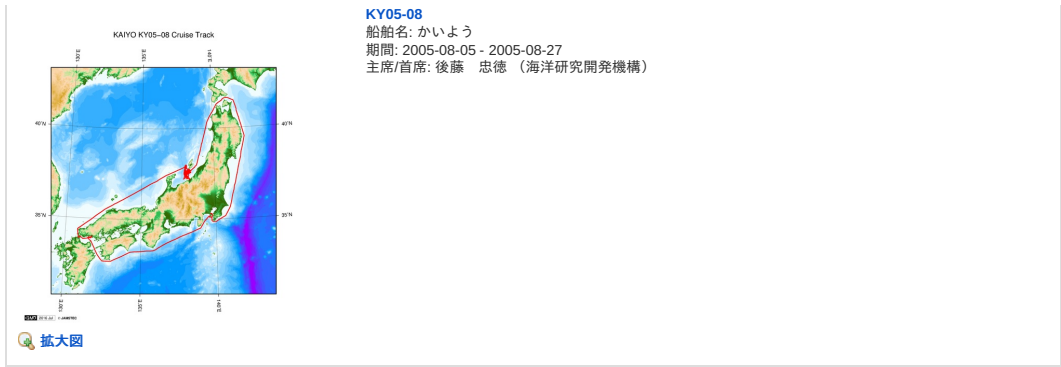 KY05-08
船舶名: かいよう
期間: 2005-08-05 - 2005-08-27
主席/首席: 後藤　忠徳 （海洋研究開発機構）
KAIYO KY05-08 Cruise Track
130°E
135°E
140°E
40°N
40°N
35°N
35°N
130°E
135°E
140°E
拡大図